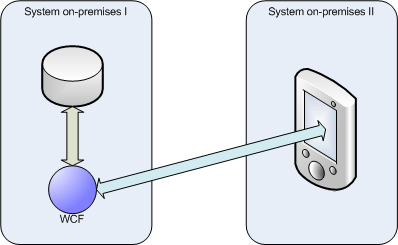 System on-premises I
System on-premises II
WCF